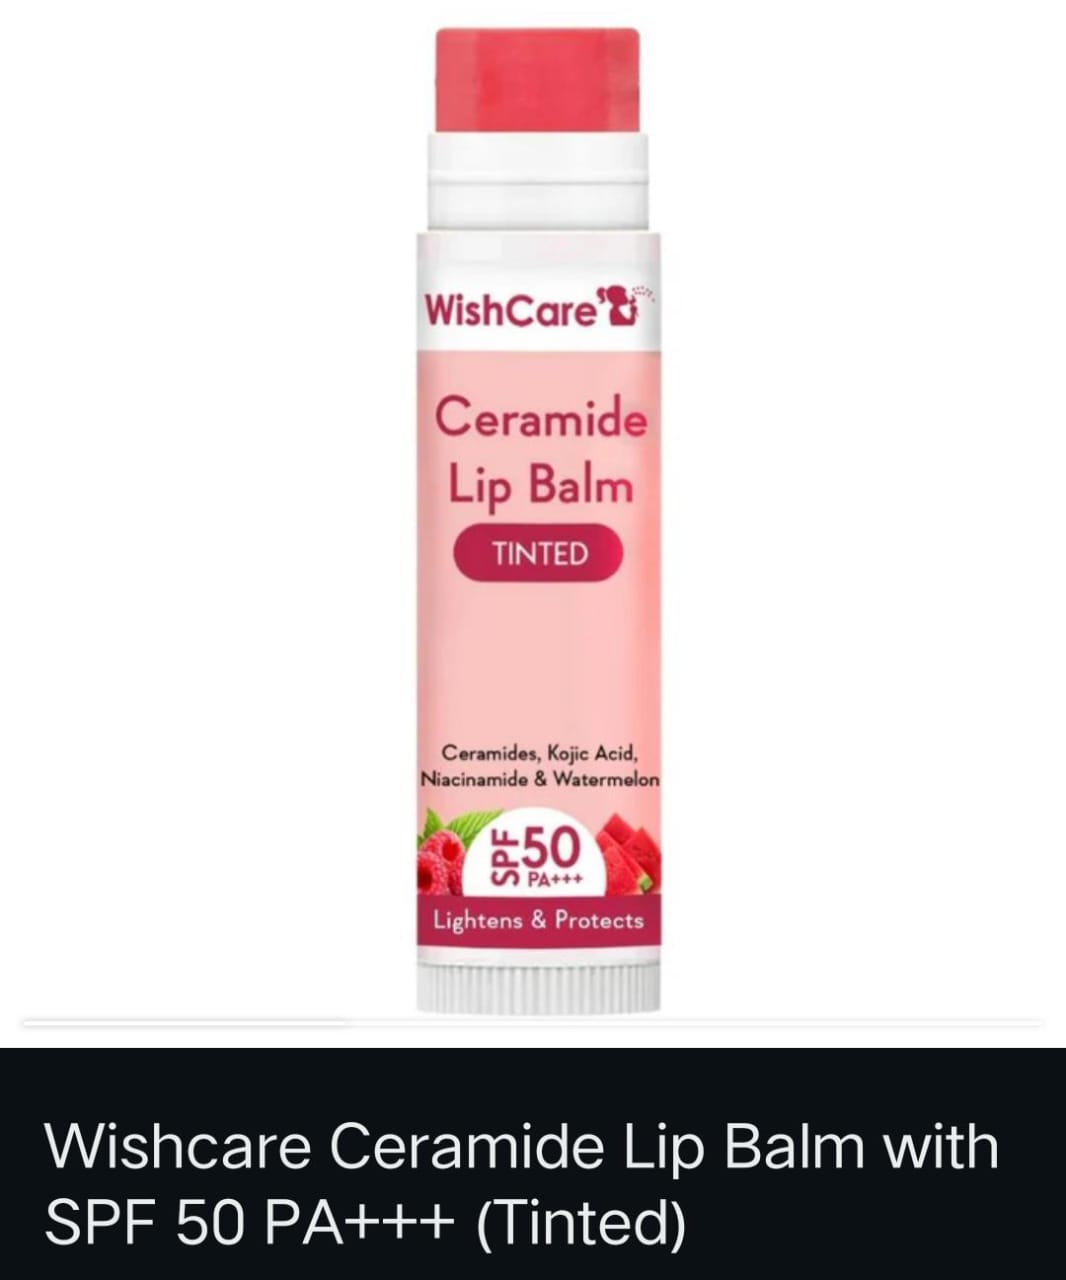 WishCare
Ceramide
Lip Balm
TINTED
Ceramides, Kojic Acid,
Niacinamide & Watermelon
SPF 50
PA+++
Lightens & Protects
Wishcare Ceramide Lip Balm with
SPF 50 PA+++ (Tinted)